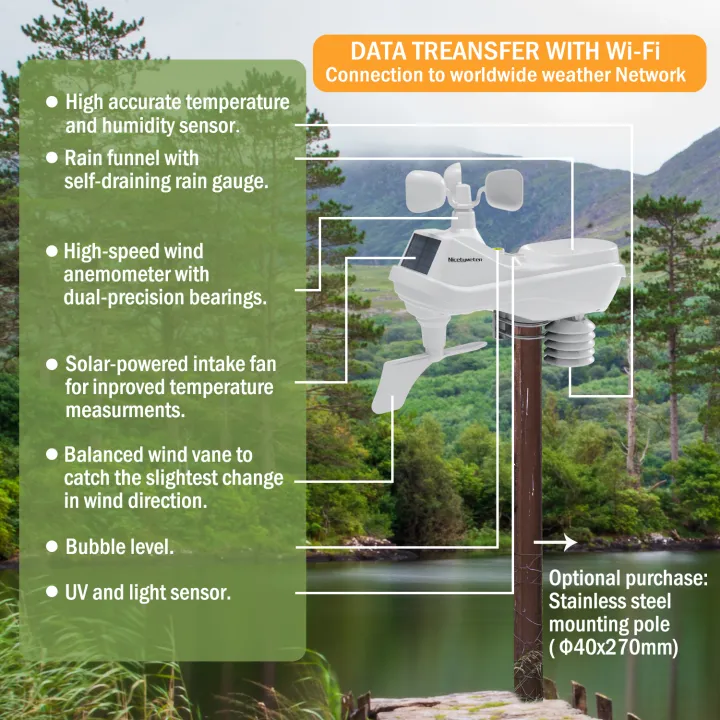 DATA TREANSFER WITH Wi-Fi
Connection to worldwide weather Network
High accurate temperature
and humidity sensor.
Rain funnel with
self-draining rain gauge.
High-speed wind
anemometer with
dual-precision bearings.
Solar-powered intake fan
for inproved temperature
measurments.
Balanced wind vane to
catch the slightest change
in wind direction.
Bubble level.
UV and light sensor.
Optional purchase:
Stainless steel
mounting pole
( Φ40x270mm)